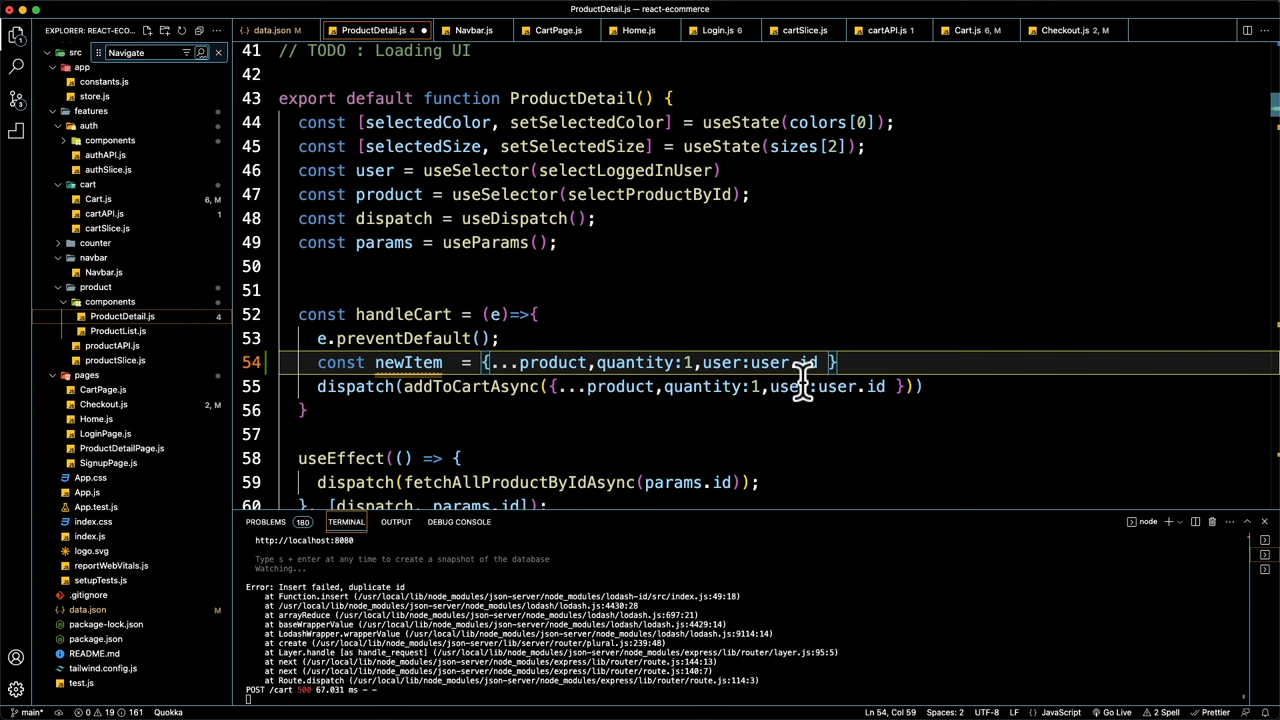 ProductDetail.js — react-ecommerce
EXPLORER: REACT-ECO...
data.json M
ProductDetail.js 4
Navbar.js
CartPage.js
Home.js
Login.js 6
cartSlice.js
cartAPI.js 1
Cart.js 6, M
Checkout.js 2, M
src
Navigate
app
constants.js
store.js
features
auth
components
authAPI.js
authSlice.js
cart
Cart.js 6, M
cartAPI.js 1
cartSlice.js
counter
navbar
Navbar.js
product
components
ProductDetail.js 4
ProductList.js
productAPI.js
productSlice.js
pages
CartPage.js
Checkout.js 2, M
Home.js
LoginPage.js
ProductDetailPage.js
SignupPage.js
App.css
App.js
App.test.js
index.css
index.js
logo.svg
reportWebVitals.js
setupTests.js
.gitignore
data.json M
package-lock.json
package.json
README.md
tailwind.config.js
test.js
41 // TODO : Loading UI
42
43 export default function ProductDetail() {
44 const [selectedColor, setSelectedColor] = useState(colors[0]);
45 const [selectedSize, setSelectedSize] = useState(sizes[2]);
46 const user = useSelector(selectLoggedInUser)
47 const product = useSelector(selectProductById);
48 const dispatch = useDispatch();
49 const params = useParams();
50
51
52 const handleCart = (e)=>{
53 e.preventDefault();
54 const newItem  = {...product,quantity:1,user:user.id }
55 dispatch(addToCartAsync({...product,quantity:1,user:user.id }))
56 }
57
58 useEffect(() => {
59 dispatch(fetchAllProductByIdAsync(params.id));
60 }, [dispatch, params.id]);
PROBLEMS 180 TERMINAL OUTPUT DEBUG CONSOLE
node
http://localhost:8080
Type s + enter at any time to create a snapshot of the database
Watching...
Error: Insert failed, duplicate id
at Function.insert (/usr/local/lib/node_modules/json-server/node_modules/lodash-id/src/index.js:49:18)
at /usr/local/lib/node_modules/json-server/node_modules/lodash/lodash.js:4430:28
at arrayReduce (/usr/local/lib/node_modules/json-server/node_modules/lodash/lodash.js:697:21)
at baseWrapperValue (/usr/local/lib/node_modules/json-server/node_modules/lodash/lodash.js:4429:14)
at LodashWrapper.wrapperValue (/usr/local/lib/node_modules/json-server/node_modules/lodash/lodash.js:9114:14)
at create (/usr/local/lib/node_modules/json-server/lib/server/router/plural.js:239:48)
at Layer.handle [as handle_request] (/usr/local/lib/node_modules/json-server/node_modules/express/lib/router/layer.js:95:5)
at next (/usr/local/lib/node_modules/json-server/node_modules/express/lib/router/route.js:144:13)
at next (/usr/local/lib/node_modules/json-server/node_modules/express/lib/router/route.js:140:7)
at Route.dispatch (/usr/local/lib/node_modules/json-server/node_modules/express/lib/router/route.js:114:3)
POST /cart 500 67.031 ms - -
main* 0 19 161 Quokka
Ln 54, Col 59 Spaces: 2 UTF-8 LF JavaScript Go Live 2 Spell Prettier